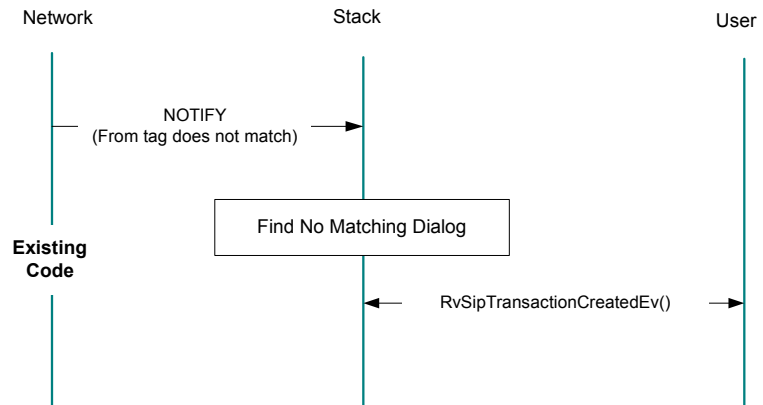 Network
Stack
User
NOTIFY
(From tag does not match)
Find No Matching Dialog
Existing
Code
RvSipTransactionCreatedEv()